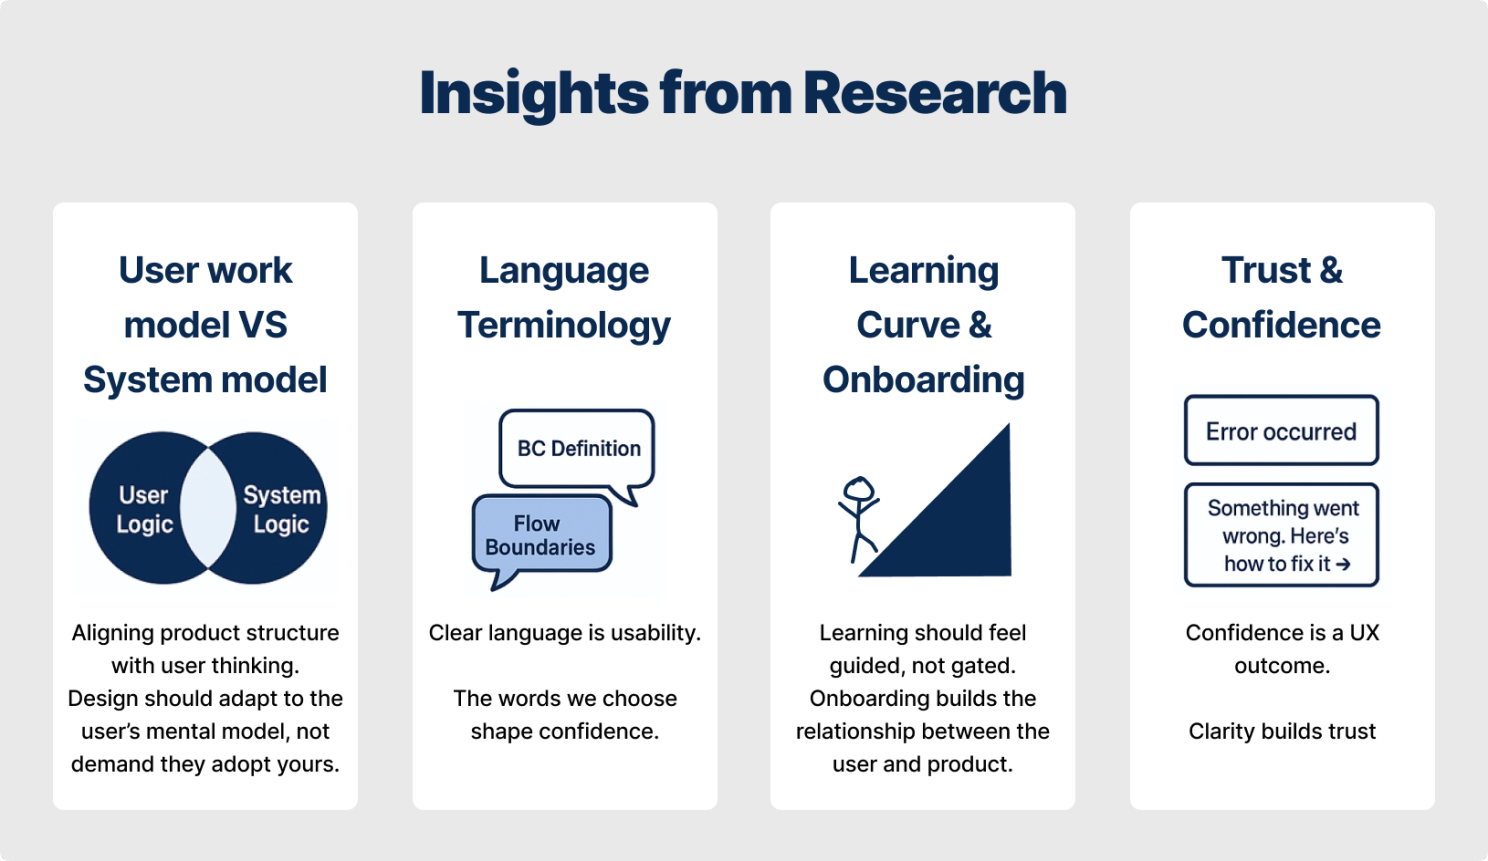 Insights from Research
User work
model VS
System model
User
Logic
System
Logic
Aligning product structure
with user thinking.
Design should adapt to the
user’s mental model, not
demand they adopt yours.
Language
Terminology
BC Definition
Flow
Boundaries
Clear language is usability.
The words we choose
shape confidence.
Learning
Curve &
Onboarding
Learning should feel
guided, not gated.
Onboarding builds the
relationship between the
user and product.
Trust &
Confidence
Error occurred
Something went
wrong. Here’s
how to fix it →
Confidence is a UX
outcome.
Clarity builds trust